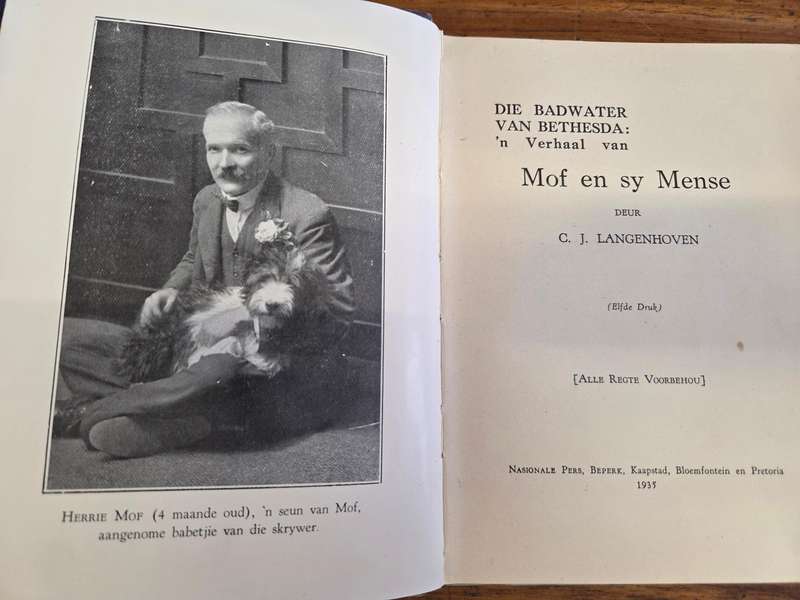 HERRIE MOF (4 maande oud), 'n seun van Mof,
aangenome babetjie van die skrywer.
DIE BADWATER
VAN BETHESDA:
'n Verhaal van
Mof en sy Mense
DEUR
C. J. LANGENHOVEN
(Elfde Druk)
[ALLE REGTE VOORBEHOU]
NASIONALE PERS, BEPERK, Kaapstad, Bloemfontein en Pretoria
1935